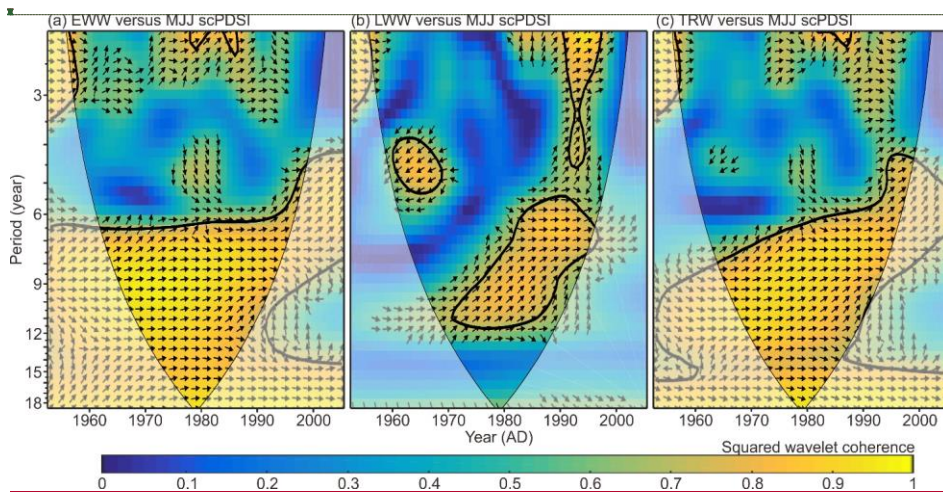 (a) EWW versus MJJ scPDSI
(b) LWW versus MJJ scPDSI
(c) TRW versus MJJ scPDSI
Period (year)
3
6
9
12
15
18
1960 1970 1980 1990 2000
1960 1970 1980 1990 2000
1960 1970 1980 1990 2000
Year (AD)
Squared wavelet coherence
0 0.1 0.2 0.3 0.4 0.5 0.6 0.7 0.8 0.9 1